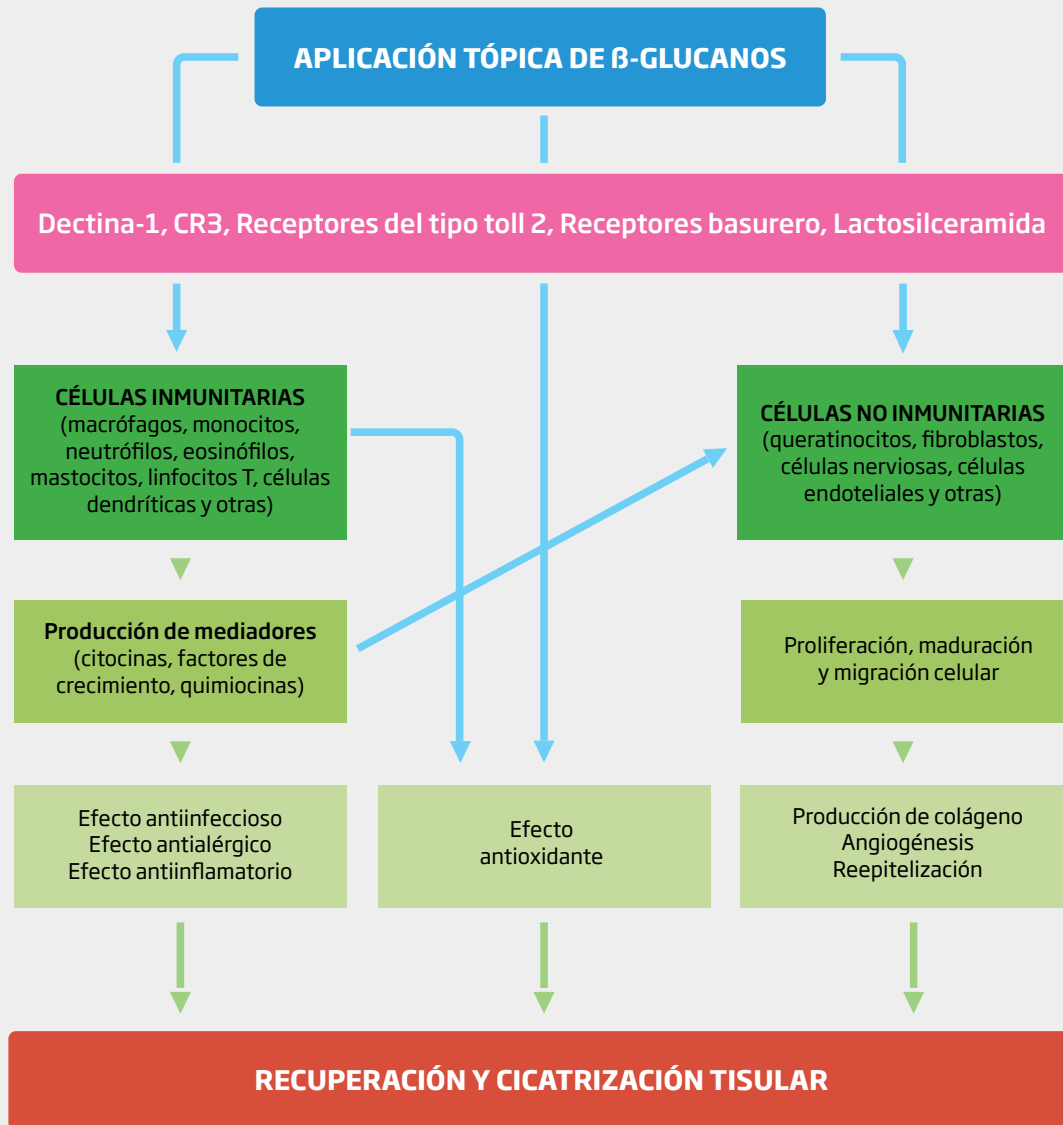 APLICACIÓN TÓPICA DE ß-GLUCANOS
Dectina-1, CR3, Receptores del tipo toll 2, Receptores basurero, Lactosilceramida
CÉLULAS INMUNITARIAS
(macrófagos, monocitos,
neutrófilos, eosinófilos,
mastocitos, linfocitos T, células
dendríticas y otras)
CÉLULAS NO INMUNITARIAS
(queratinocitos, fibroblastos,
células nerviosas, células
endoteliales y otras)
Producción de mediadores
(citocinas, factores de
crecimiento, quimiocinas)
Proliferación, maduración
y migración celular
Efecto antiinfeccioso
Efecto antialérgico
Efecto antiinflamatorio
Efecto
antioxidante
Producción de colágeno
Angiogénesis
Reepitelización
RECUPERACIÓN Y CICATRIZACIÓN TISULAR